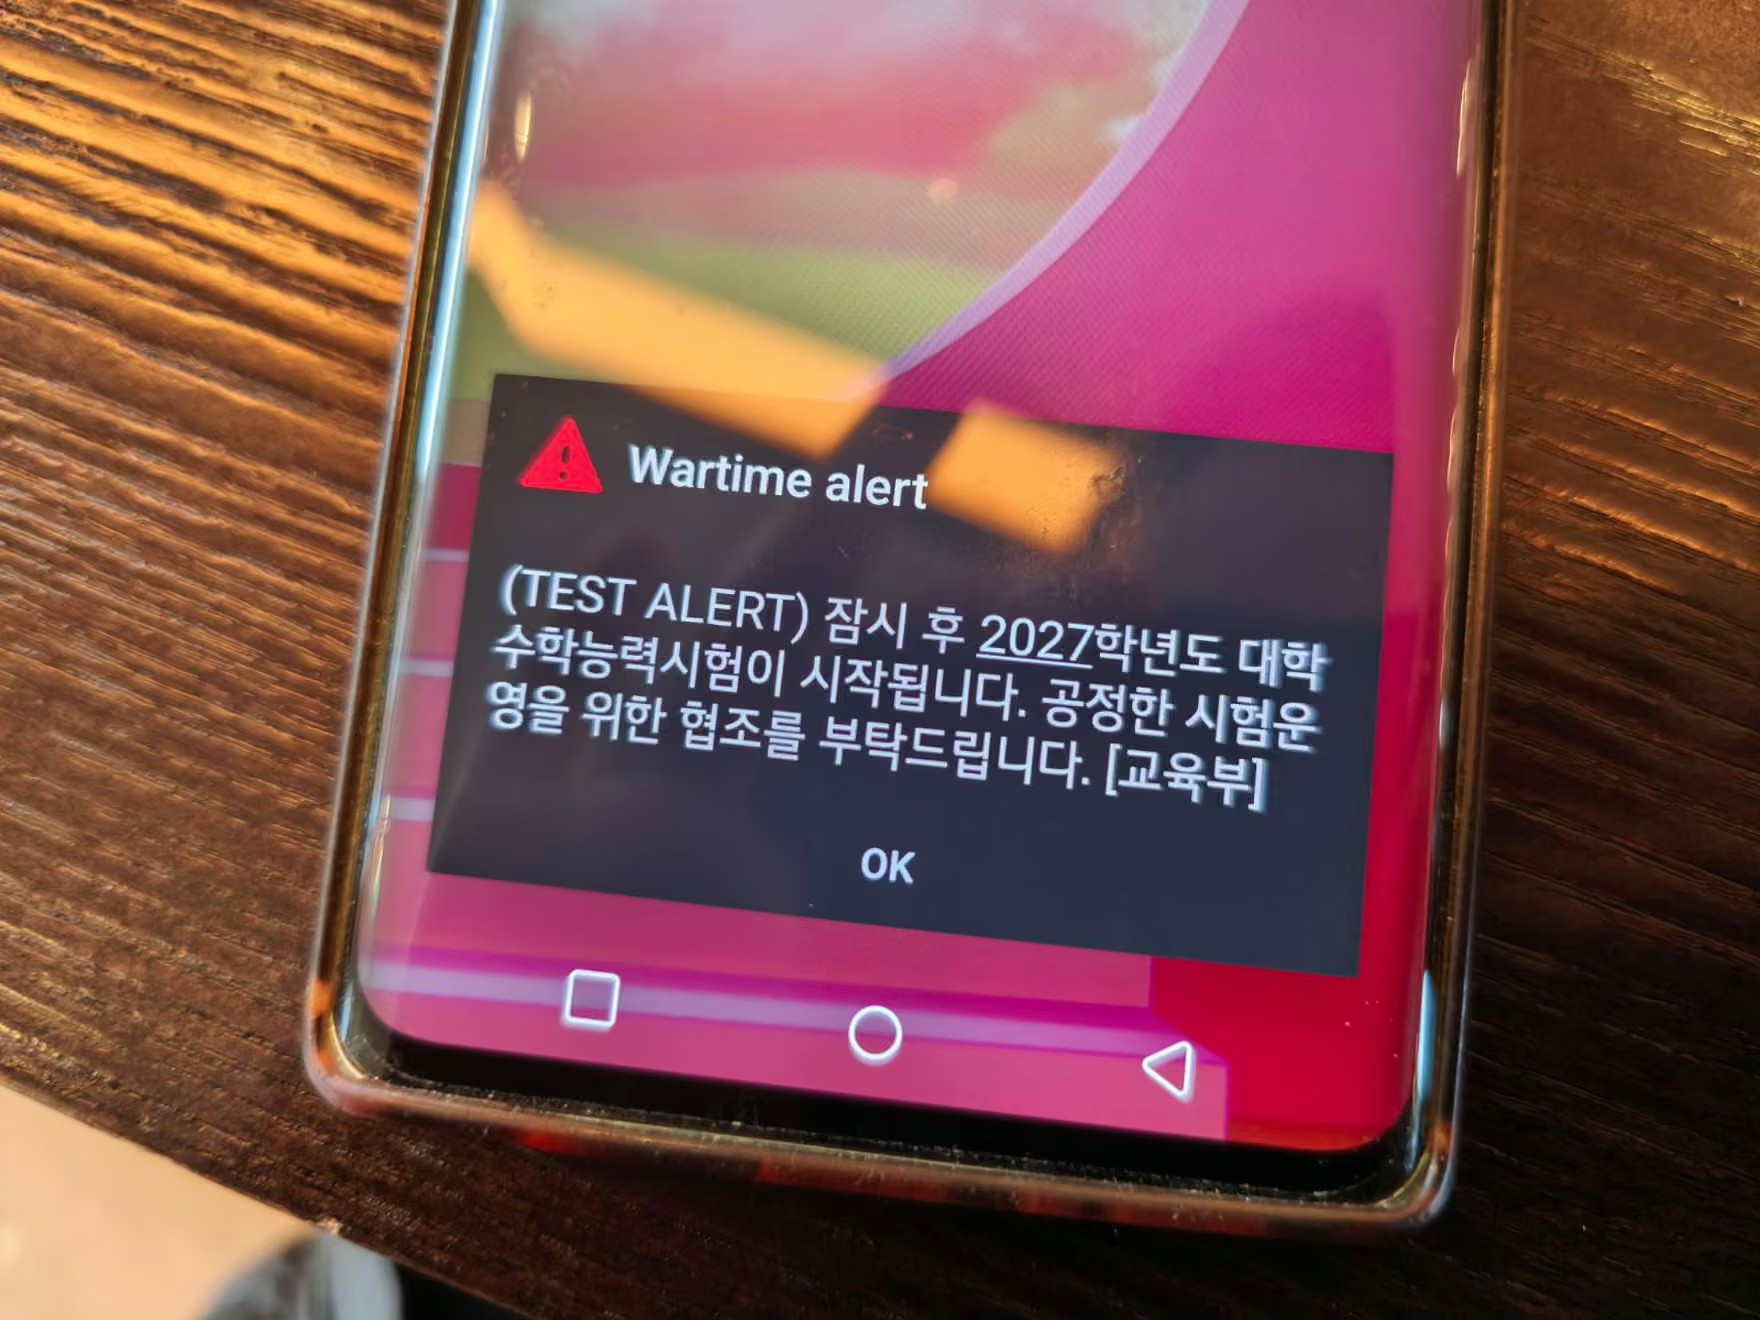 Wartime alert
(TEST ALERT) 잠시 후 2027학년도 대학
수학능력시험이 시작됩니다. 공정한 시험운
영을 위한 협조를 부탁드립니다. [교육부]
OK